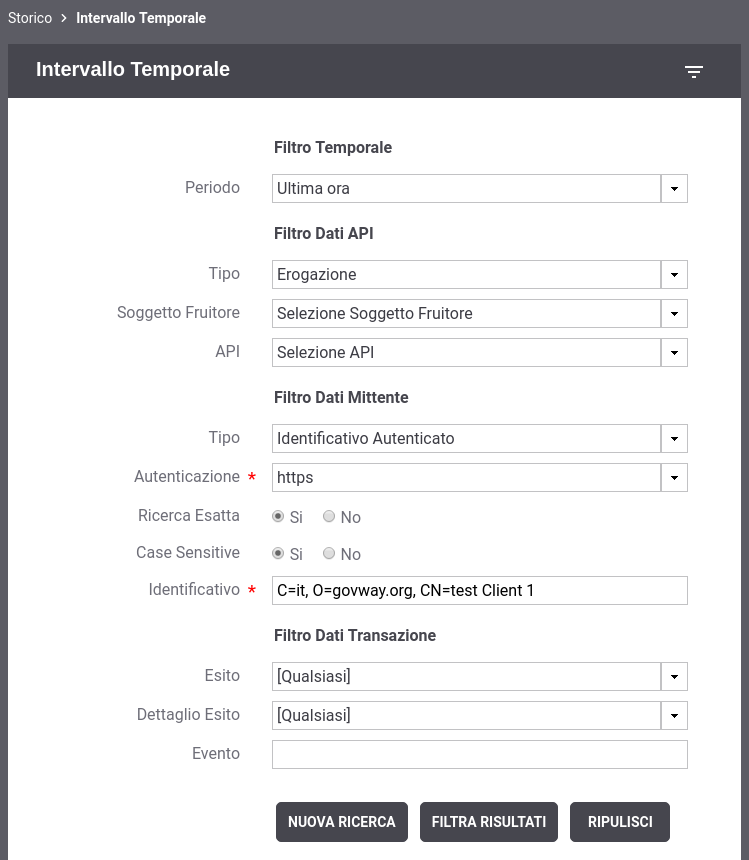 Storico > Intervallo Temporale
Intervallo Temporale
Filtro Temporale
Periodo Ultima ora
Filtro Dati API
Tipo Erogazione
Soggetto Fruitore Selezione Soggetto Fruitore
API Selezione API
Filtro Dati Mittente
Tipo Identificativo Autenticato
Autenticazione * https
Ricerca Esatta Si No
Case Sensitive Si No
Identificativo * C=it, O=govway.org, CN=test Client 1
Filtro Dati Transazione
Esito [Qualsiasi]
Dettaglio Esito [Qualsiasi]
Evento
NUOVA RICERCA FILTRA RISULTATI RIPULISCI